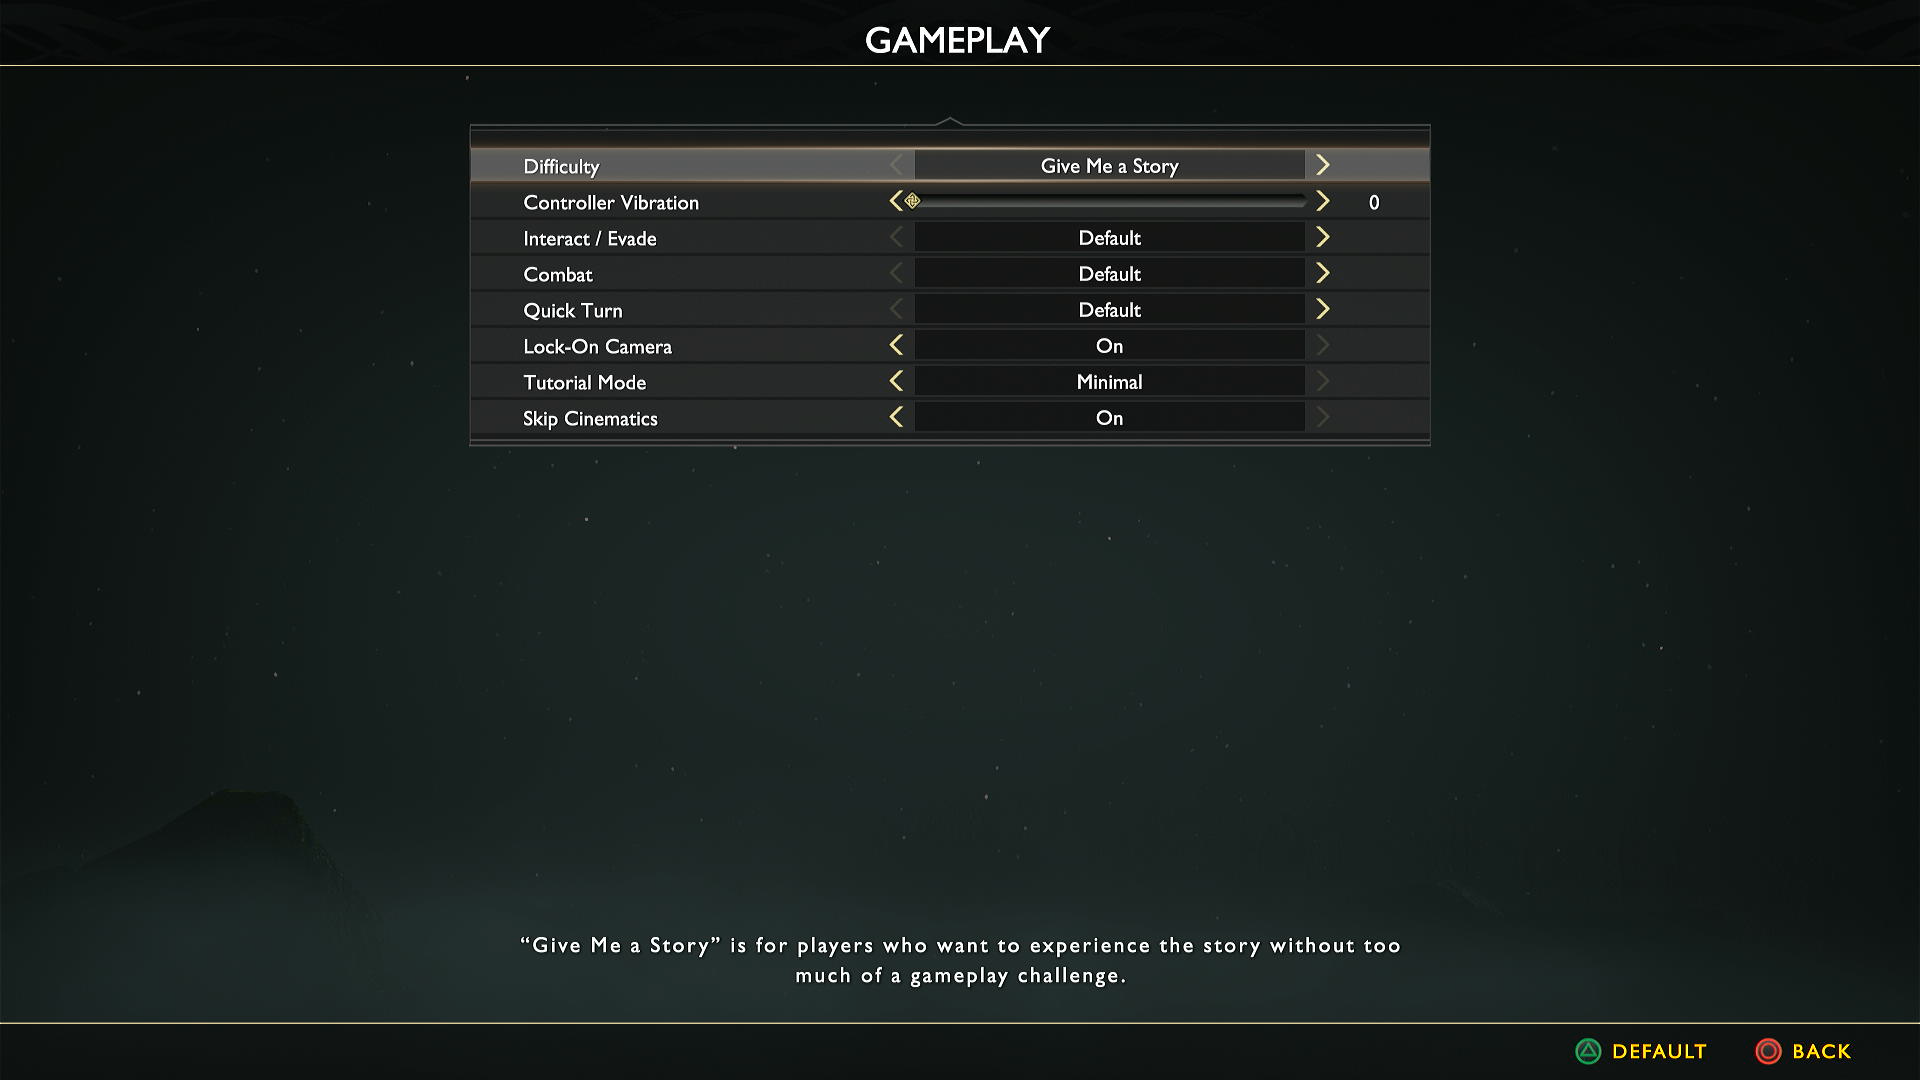 GAMEPLAY
Difficulty Give Me a Story
Controller Vibration 0
Interact / Evade Default
Combat Default
Quick Turn Default
Lock-On Camera On
Tutorial Mode Minimal
Skip Cinematics On
“Give Me a Story” is for players who want to experience the story without too
much of a gameplay challenge.
DEFAULT BACK